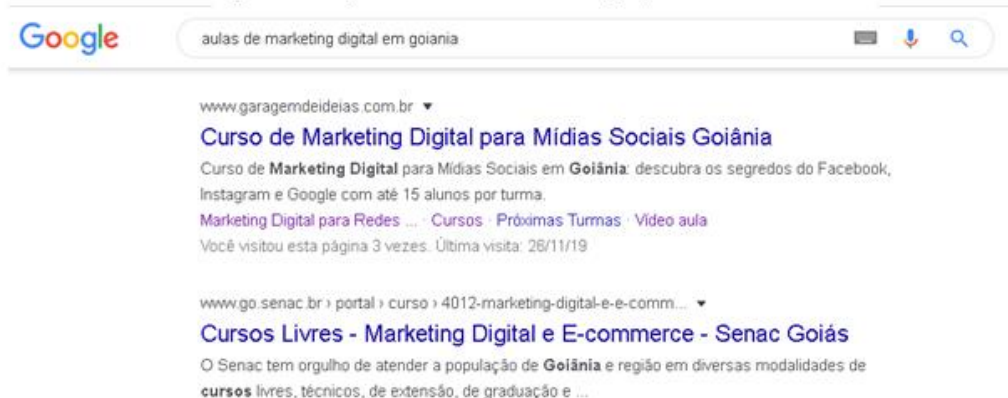 Google
aulas de marketing digital em goiania
www.garagemdeideias.com.br
Curso de Marketing Digital para Mídias Sociais Goiânia
Curso de Marketing Digital para Mídias Sociais em Goiânia: descubra os segredos do Facebook,
Instagram e Google com até 15 alunos por turma.
Marketing Digital para Redes ... · Cursos · Próximas Turmas · Vídeo aula
Você visitou esta página 3 vezes. Última visita: 26/11/19
www.go.senac.br › portal › curso › 4012-marketing-digital-e-e-comm...
Cursos Livres - Marketing Digital e E-commerce - Senac Goiás
O Senac tem orgulho de atender a população de Goiânia e região em diversas modalidades de
cursos livres, técnicos, de extensão, de graduação e ...